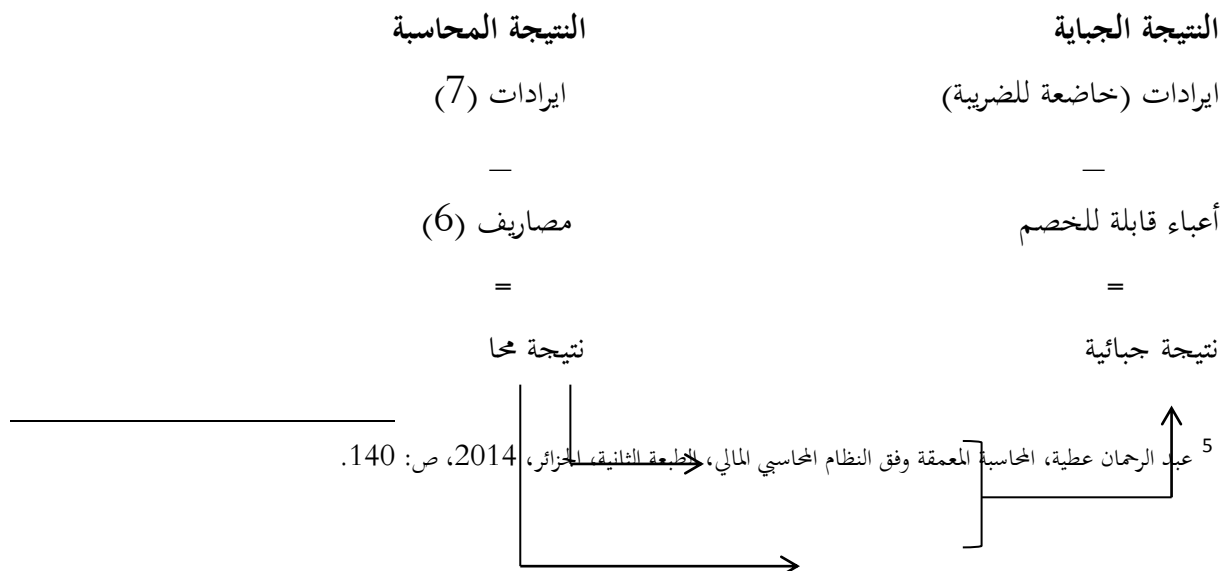 النتيجة الجباية النتيجة المحاسبة
ايرادات (خاضعة للضريبة) ايرادات (7)
– –
أعباء قابلة للخصم مصاريف (6)
= =
نتيجة جبائية نتيجة محا
5 عبد الرحمان عطية، المحاسبة المعمقة وفق النظام المحاسبي المالي، الطبعة الثانية، الجزائر، 2014، ص: 140.